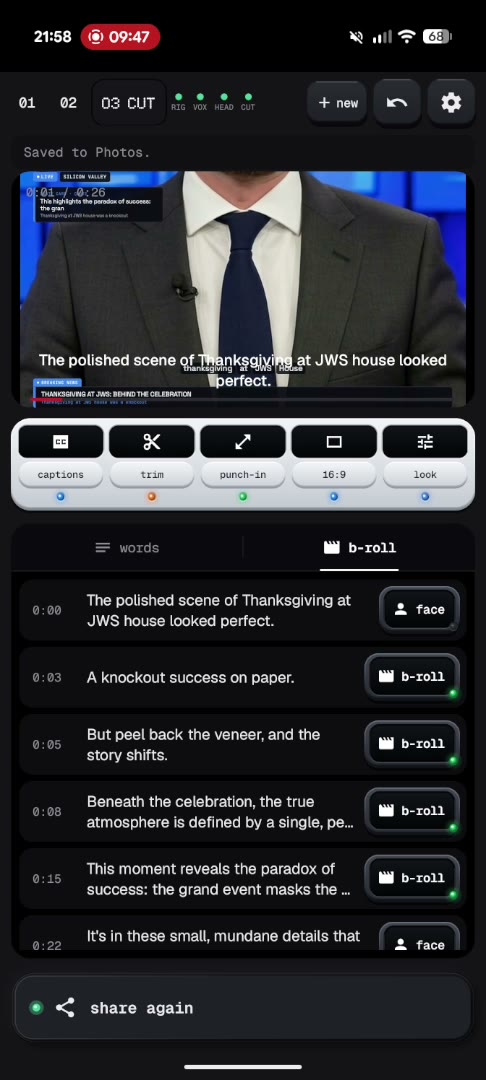 21:58
09:47
68
01
02
03 CUT
RIG
VOX
HEAD
CUT
+ new
Saved to Photos.
LIVE
SILICON VALLEY
0:01 / 0:26
This highlights the paradox of success:
the gran
Thanksgiving at JWS house was a knockout
The polished scene of Thanksgiving at JWS house looked
perfect.
thanksgiving at JWS House
BREAKING NEWS
THANKSGIVING AT JWS: BEHIND THE CELEBRATION
CC
captions
trim
punch-in
16:9
look
words
b-roll
0:00
The polished scene of Thanksgiving at
JWS house looked perfect.
face
0:03
A knockout success on paper.
b-roll
0:05
But peel back the veneer, and the
story shifts.
b-roll
0:08
Beneath the celebration, the true
atmosphere is defined by a single, pe…
b-roll
0:15
This moment reveals the paradox of
success: the grand event masks the …
b-roll
0:22
It's in these small, mundane details that
face
share again